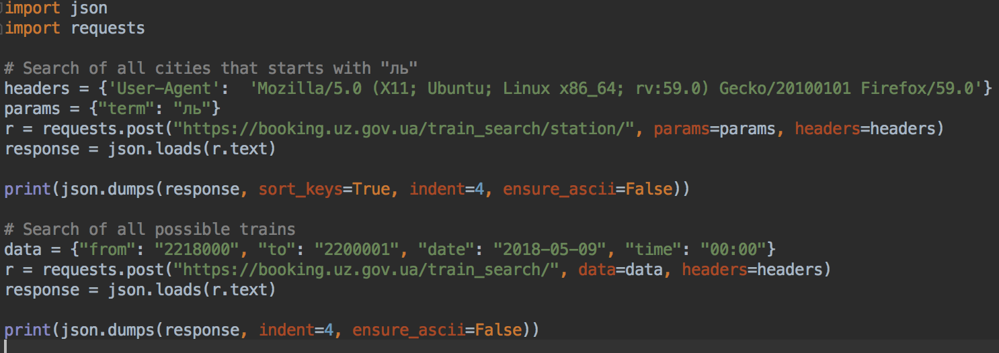 import json
import requests
# Search of all cities that starts with "ль"
headers = {'User-Agent':  'Mozilla/5.0 (X11; Ubuntu; Linux x86_64; rv:59.0) Gecko/20100101 Firefox/59.0'}
params = {"term": "ль"}
r = requests.post("https://booking.uz.gov.ua/train_search/station/", params=params, headers=headers)
response = json.loads(r.text)
print(json.dumps(response, sort_keys=True, indent=4, ensure_ascii=False))
# Search of all possible trains
data = {"from": "2218000", "to": "2200001", "date": "2018-05-09", "time": "00:00"}
r = requests.post("https://booking.uz.gov.ua/train_search/", data=data, headers=headers)
response = json.loads(r.text)
print(json.dumps(response, indent=4, ensure_ascii=False))